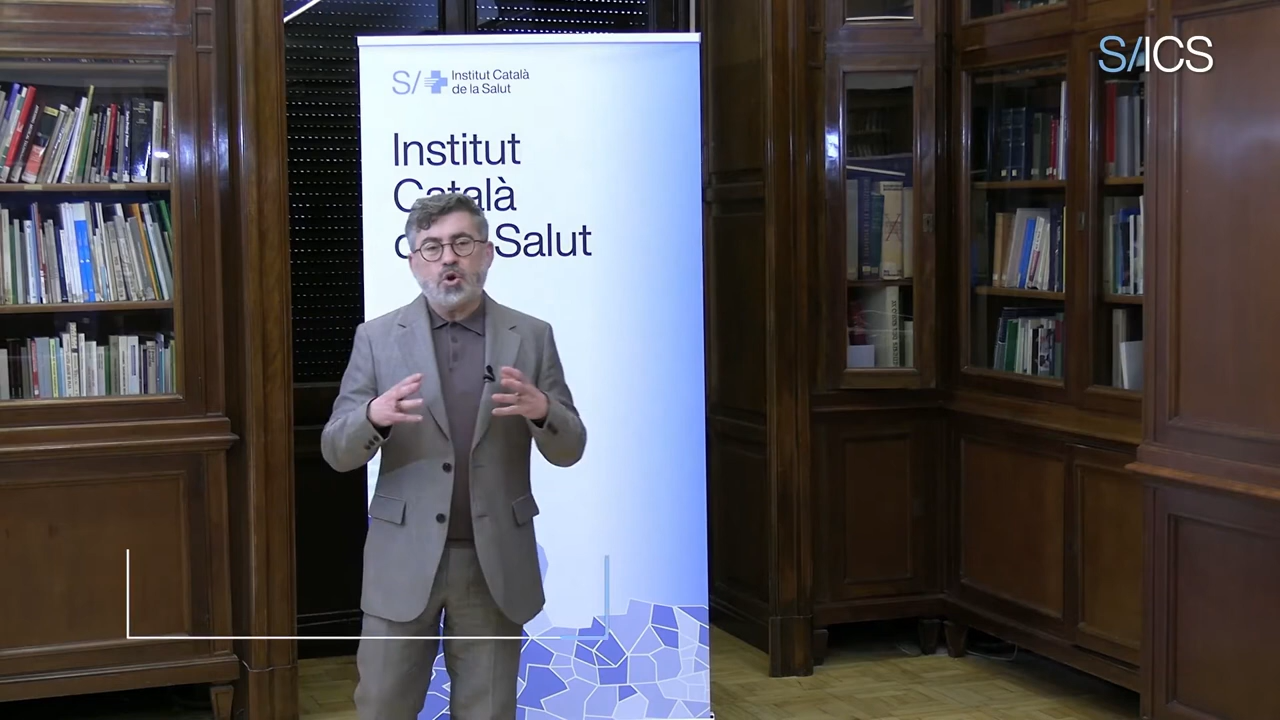 S/ Institut Català
de la Salut
Institut
Català
de la Salut
S/ICS